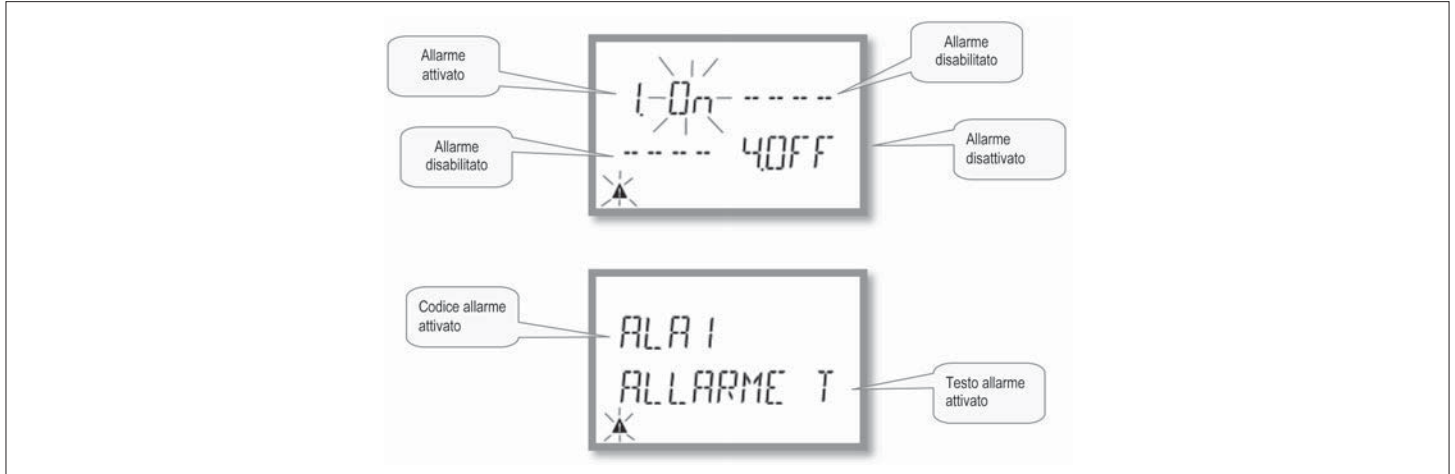 Allarme
attivato
Allarme
disabilitato
1. On ----
---- 4.OFF
Allarme
disabilitato
Allarme
disattivato
Codice allarme
attivato
ALA1
ALLARME T
Testo allarme
attivato